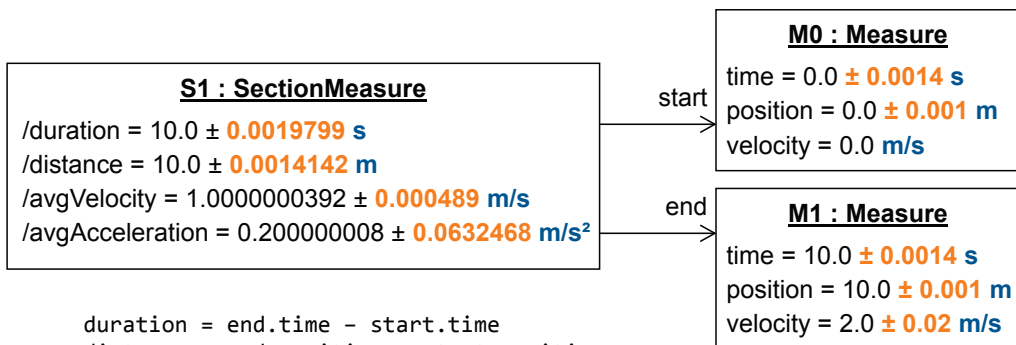 S1 : SectionMeasure
/duration = 10.0 ± 0.0019799 s
/distance = 10.0 ± 0.0014142 m
/avgVelocity = 1.0000000392 ± 0.000489 m/s
/avgAcceleration = 0.200000008 ± 0.0632468 m/s²
start
end
M0 : Measure
time = 0.0 ± 0.0014 s
position = 0.0 ± 0.001 m
velocity = 0.0 m/s
M1 : Measure
time = 10.0 ± 0.0014 s
position = 10.0 ± 0.001 m
velocity = 2.0 ± 0.02 m/s
duration = end.time – start.time